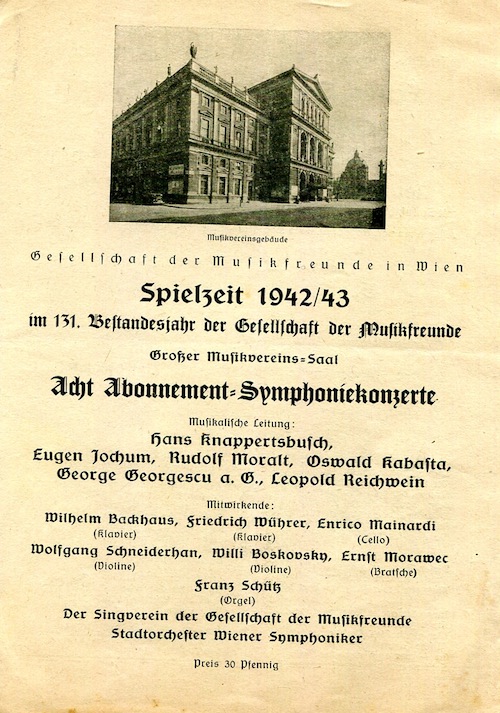 Musikvereinsgebäude
Gesellschaft der Musikfreunde in Wien
Spielzeit 1942/43
im 131. Bestandesjahr der Gesellschaft der Musikfreunde
Großer Musikvereins=Saal
Acht Abonnement=Symphoniekonzerte
Musikalische Leitung:
Hans Knappertsbusch,
Eugen Jochum, Rudolf Moralt, Oswald Kabasta,
George Georgescu a. G., Leopold Reichwein
Mitwirkende:
Wilhelm Backhaus, Friedrich Wührer, Enrico Mainardi
(Klavier) (Klavier) (Cello)
Wolfgang Schneiderhan, Willi Boskovsky, Ernst Morawec
(Violine) (Violine) (Bratsche)
Franz Schütz
(Orgel)
Der Singverein der Gesellschaft der Musikfreunde
Stadtorchester Wiener Symphoniker
Preis 30 Pfennig